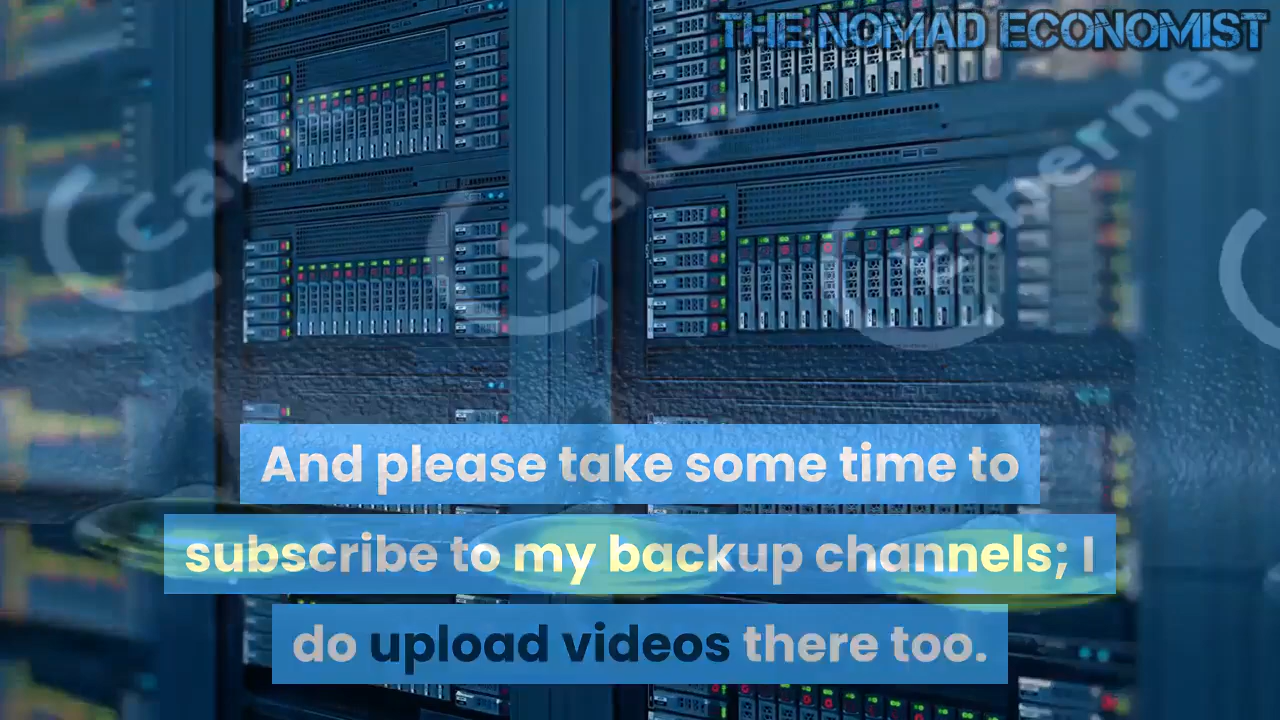 THE NOMAD ECONOMIST
Ethernet
And please take some time to
subscribe to my backup channels; I
do upload videos there too.